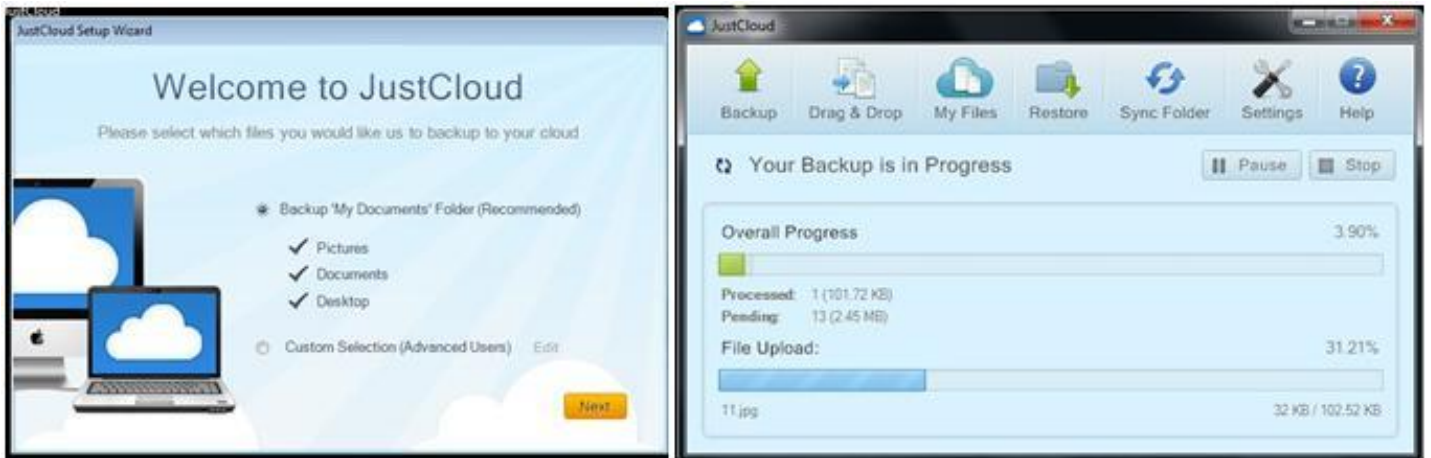 JustCloud
JustCloud Setup Wizard
Welcome to JustCloud
Please select which files you would like us to backup to your cloud
Backup 'My Documents' Folder (Recommended)
Pictures
Documents
Desktop
Custom Selection (Advanced Users) Edit
Next
JustCloud
Backup Drag & Drop My Files Restore Sync Folder Settings Help
Your Backup is in Progress Pause Stop
Overall Progress 3.90%
Processed: 1 (101.72 KB)
Pending: 13 (2.45 MB)
File Upload: 31.21%
11.jpg 32 KB / 102.52 KB